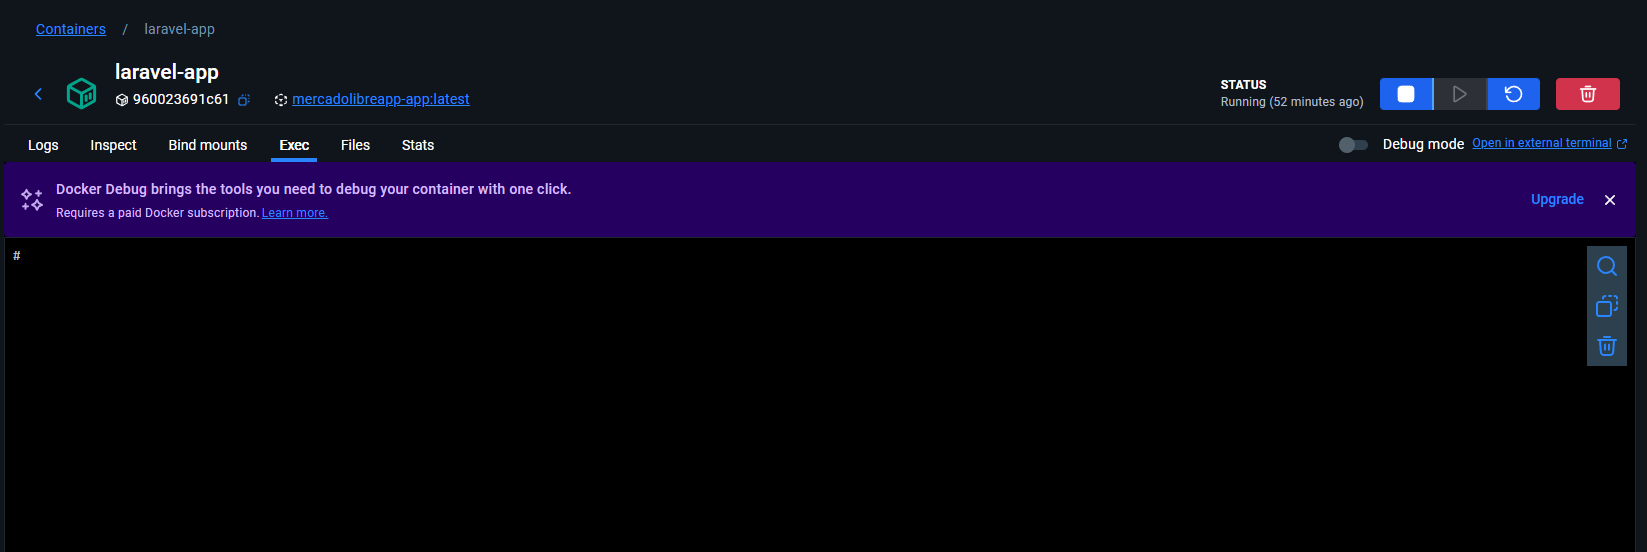 Containers / laravel-app
laravel-app
960023691c61 mercadolibreapp-app:latest
STATUS
Running (52 minutes ago)
Logs Inspect Bind mounts Exec Files Stats
Debug mode Open in external terminal
Docker Debug brings the tools you need to debug your container with one click.
Requires a paid Docker subscription. Learn more.
Upgrade
#